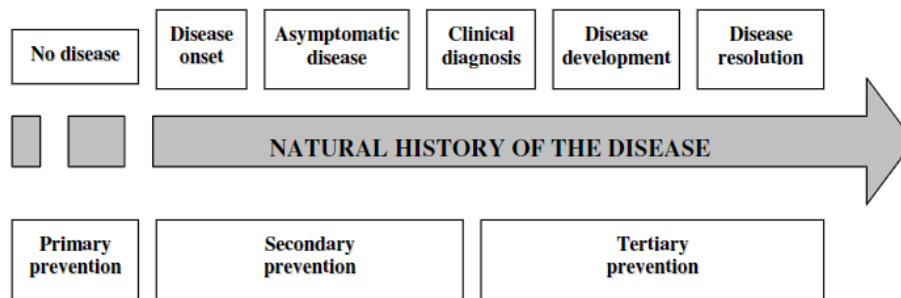 No disease
Disease
onset
Asymptomatic
disease
Clinical
diagnosis
Disease
development
Disease
resolution
NATURAL HISTORY OF THE DISEASE
Primary
prevention
Secondary
prevention
Tertiary
prevention